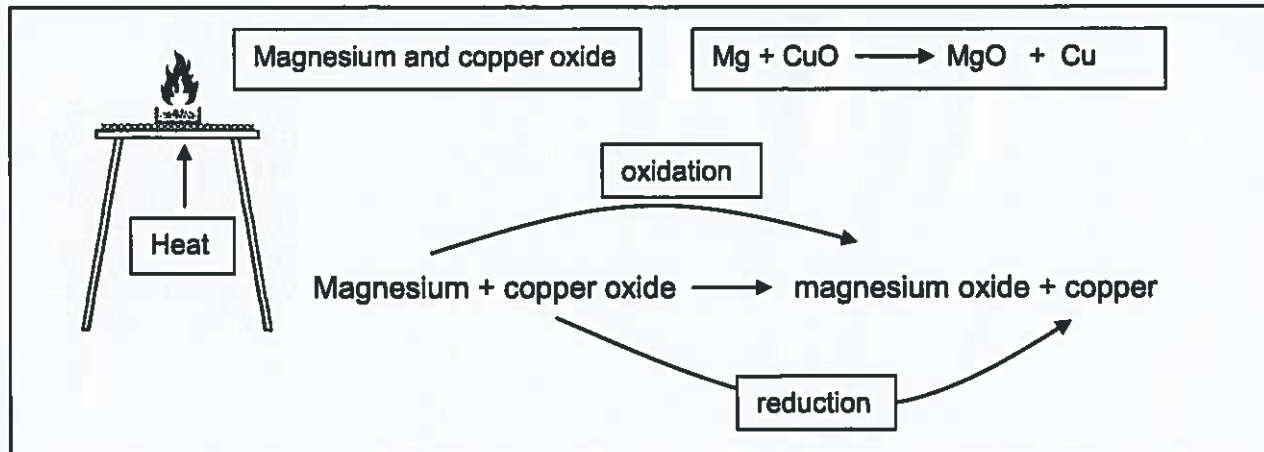 Magnesium and copper oxide
Mg + CuO ⟶ MgO + Cu
oxidation
Heat
Magnesium + copper oxide ⟶ magnesium oxide + copper
reduction